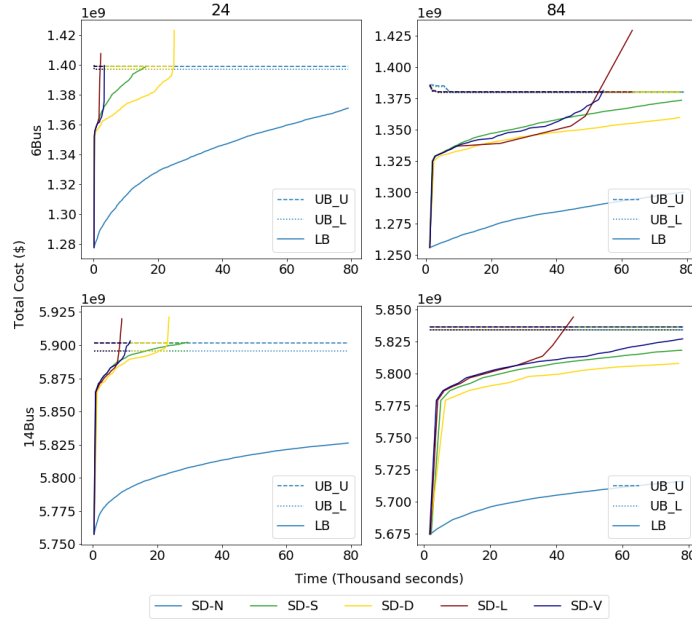 24
84
1e9
1e9
1.42
1.40
1.38
1.36
1.34
1.32
1.30
1.28
6Bus
UB_U
UB_L
LB
0
20
40
60
80
1.425
1.400
1.375
1.350
1.325
1.300
1.275
1.250
UB_U
UB_L
LB
0
20
40
60
80
Total Cost ($)
1e9
1e9
5.925
5.900
5.875
5.850
5.825
5.800
5.775
5.750
14Bus
UB_U
UB_L
LB
0
20
40
60
80
5.850
5.825
5.800
5.775
5.750
5.725
5.700
5.675
UB_U
UB_L
LB
0
20
40
60
80
Time (Thousand seconds)
SD-N SD-S SD-D SD-L SD-V